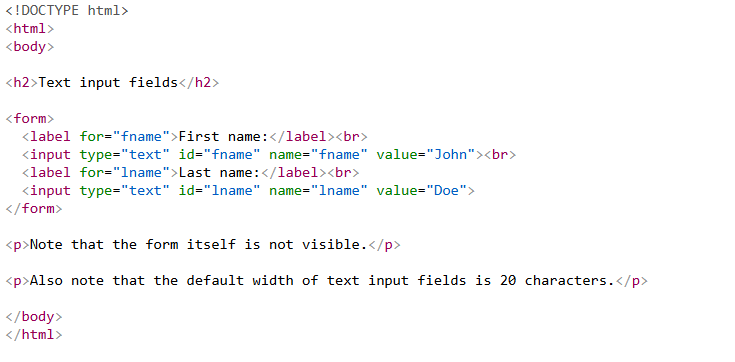 <!DOCTYPE html>
<html>
<body>
<h2>Text input fields</h2>
<form>
<label for="fname">First name:</label><br>
<input type="text" id="fname" name="fname" value="John"><br>
<label for="lname">Last name:</label><br>
<input type="text" id="lname" name="lname" value="Doe">
</form>
<p>Note that the form itself is not visible.</p>
<p>Also note that the default width of text input fields is 20 characters.</p>
</body>
</html>